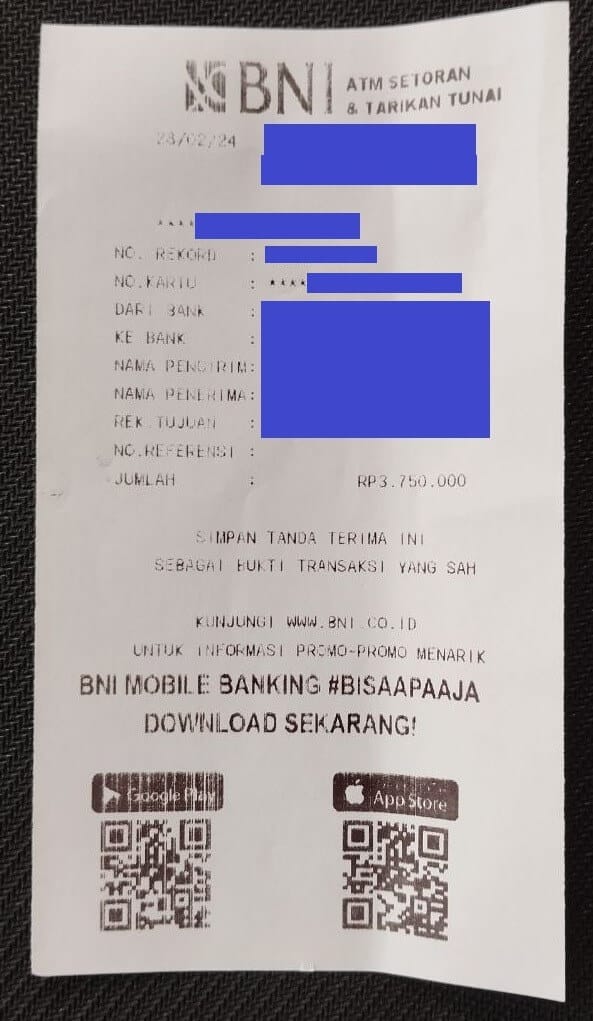 BNI ATM SETORAN
& TARIKAN TUNAI
28/02/24
****
NO. REKORD :
NO.KARTU : ****
DARI BANK :
KE BANK :
NAMA PENGIRIM:
NAMA PENERIMA:
REK.TUJUAN :
NO.REFERENSI :
JUMLAH : RP3.750.000
SIMPAN TANDA TERIMA INI
SEBAGAI BUKTI TRANSAKSI YANG SAH
KUNJUNGI WWW.BNI.CO.ID
UNTUK INFORMASI PROMO-PROMO MENARIK
BNI MOBILE BANKING #BISAAPAAJA
DOWNLOAD SEKARANG!
Google Play
App Store